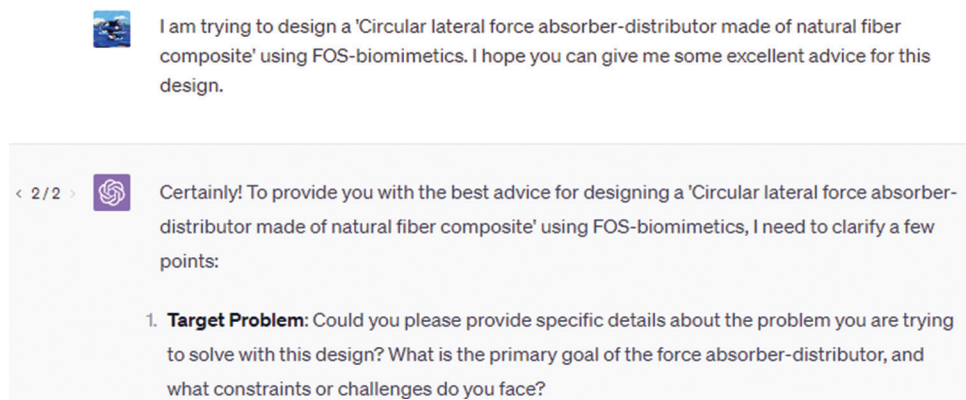 I am trying to design a 'Circular lateral force absorber-distributor made of natural fiber
composite' using FOS-biomimetics. I hope you can give me some excellent advice for this
design.
< 2/2 >
Certainly! To provide you with the best advice for designing a 'Circular lateral force absorber-
distributor made of natural fiber composite' using FOS-biomimetics, I need to clarify a few
points:
1. Target Problem: Could you please provide specific details about the problem you are trying
to solve with this design? What is the primary goal of the force absorber-distributor, and
what constraints or challenges do you face?